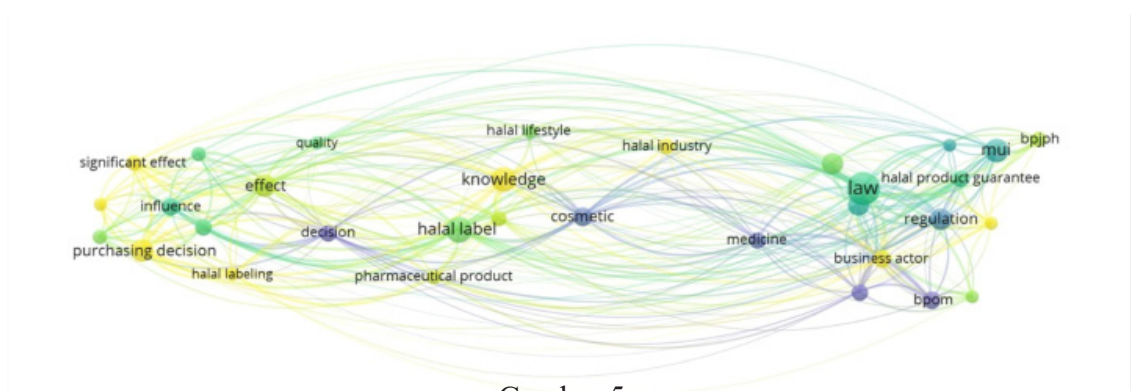 halal lifestyle
bpjph
quality
halal industry
mui
significant effect
knowledge
halal product guarantee
effect
law
influence
cosmetic
regulation
decision
halal label
medicine
purchasing decision
business actor
halal labeling
pharmaceutical product
bpom